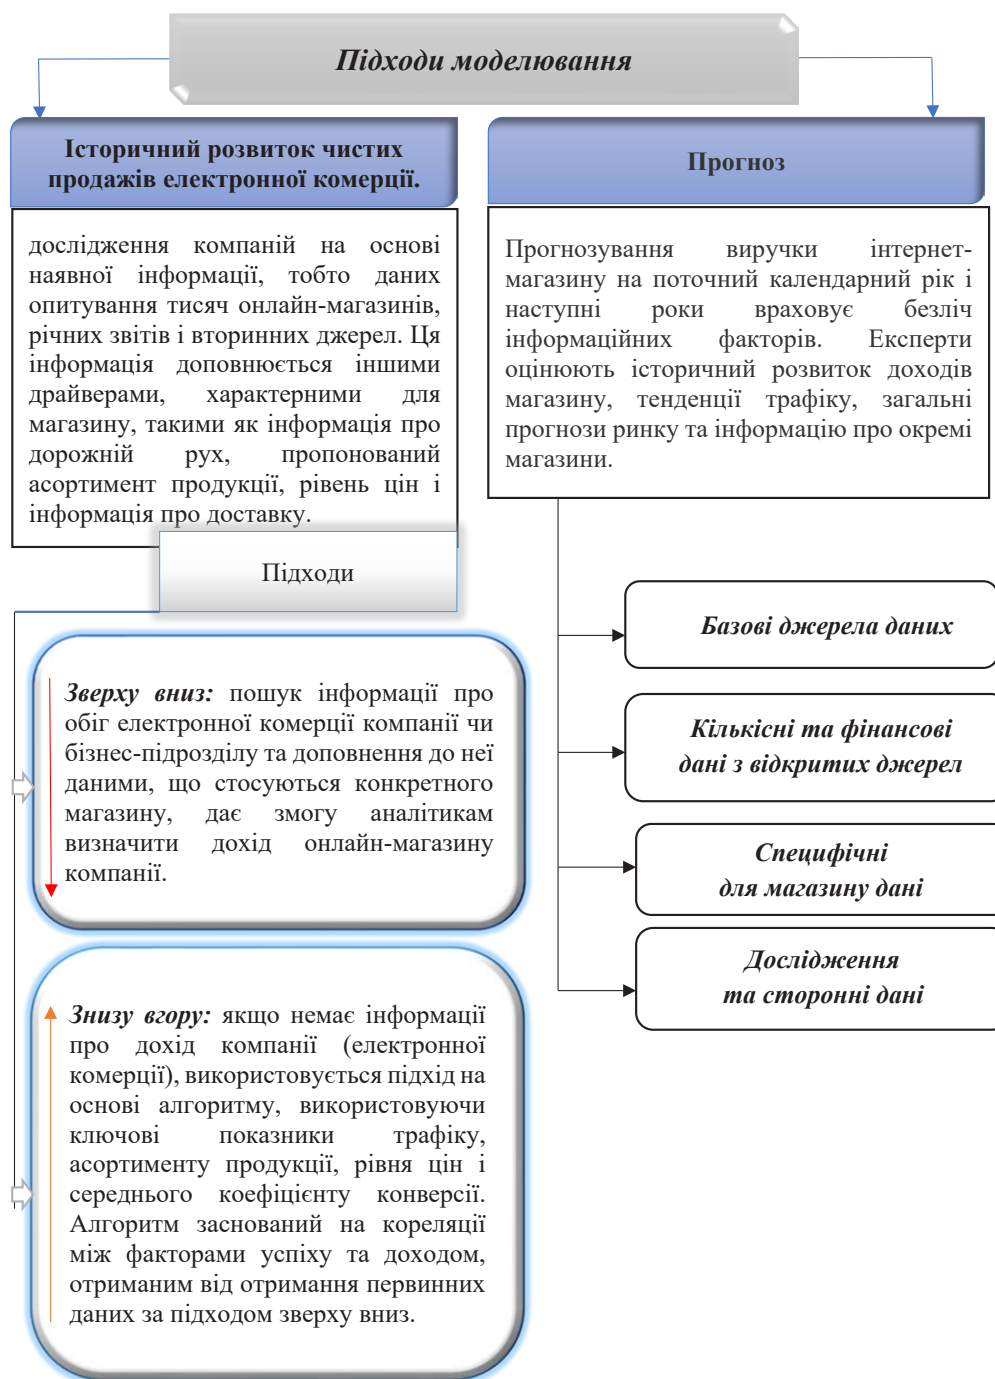 Підходи моделювання
Історичний розвиток чистих
продажів електронної комерції.
дослідження компаній на основі
наявної інформації, тобто даних
опитування тисяч онлайн-магазинів,
річних звітів і вторинних джерел. Ця
інформація доповнюється іншими
драйверами, характерними для
магазину, такими як інформація про
дорожній рух, пропонований
асортимент продукції, рівень цін і
інформація про доставку.
Підходи
Зверху вниз: пошук інформації про
обіг електронної комерції компанії чи
бізнес-підрозділу та доповнення до неї
даними, що стосуються конкретного
магазину, дає змогу аналітикам
визначити дохід онлайн-магазину
компанії.
Знизу вгору: якщо немає інформації
про дохід компанії (електронної
комерції), використовується підхід на
основі алгоритму, використовуючи
ключові показники трафіку,
асортименту продукції, рівня цін і
середнього коефіцієнту конверсії.
Алгоритм заснований на кореляції
між факторами успіху та доходом,
отриманим від отримання первинних
даних за підходом зверху вниз.
Прогноз
Прогнозування виручки інтернет-
магазину на поточний календарний рік і
наступні роки враховує безліч
інформаційних факторів. Експерти
оцінюють історичний розвиток доходів
магазину, тенденції трафіку, загальні
прогнози ринку та інформацію про окремі
магазини.
Базові джерела даних
Кількісні та фінансові
дані з відкритих джерел
Специфічні
для магазину дані
Дослідження
та сторонні дані